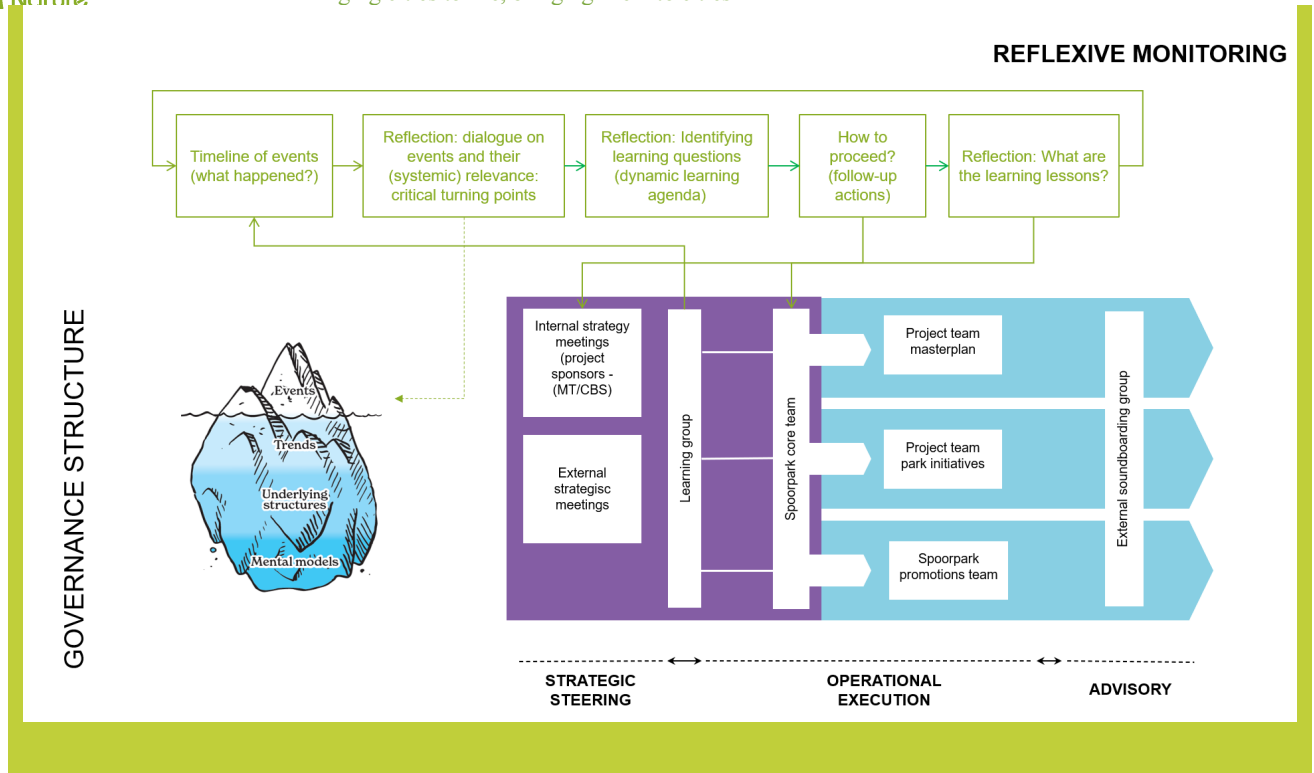 REFLEXIVE MONITORING
Timeline of events
(what happened?)
Reflection: dialogue on
events and their
(systemic) relevance:
critical turning points
Reflection: Identifying
learning questions
(dynamic learning
agenda)
How to
proceed?
(follow-up
actions)
Reflection: What are
the learning lessons?
GOVERNANCE STRUCTURE
Events
Trends
Underlying
structures
Mental models
Internal strategy
meetings
(project
sponsors -
(MT/CBS)
External
strategisc
meetings
Learning group
Spoorpark core team
Project team
masterplan
Project team
park initiatives
Spoorpark
promotions team
External soundboarding group
STRATEGIC
STEERING
OPERATIONAL
EXECUTION
ADVISORY